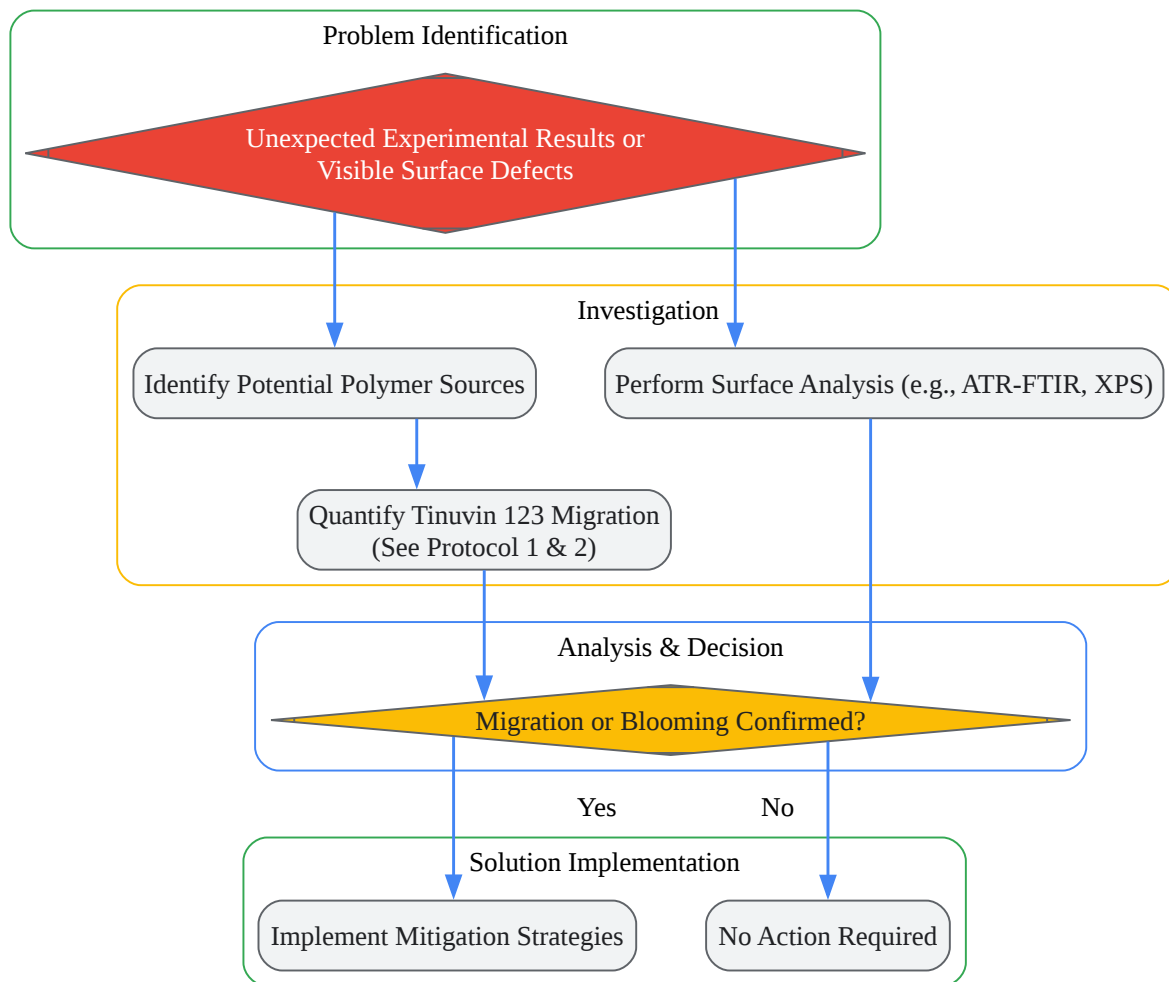 Problem Identification
Unexpected Experimental Results or
Visible Surface Defects
Investigation
Identify Potential Polymer Sources
Perform Surface Analysis (e.g., ATR-FTIR, XPS)
Quantify Tinuvin 123 Migration
(See Protocol 1 & 2)
Analysis & Decision
Migration or Blooming Confirmed?
Yes
No
Solution Implementation
Implement Mitigation Strategies
No Action Required